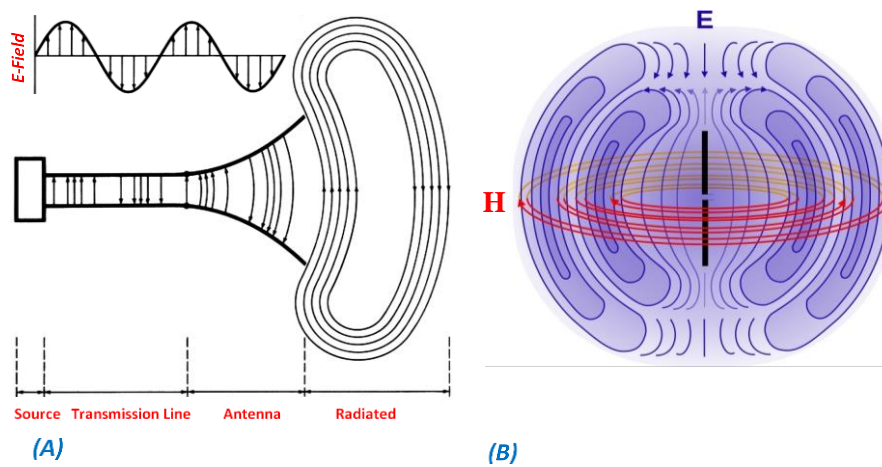 E-Field
Source Transmission Line Antenna Radiated
(A)
E
H
(B)